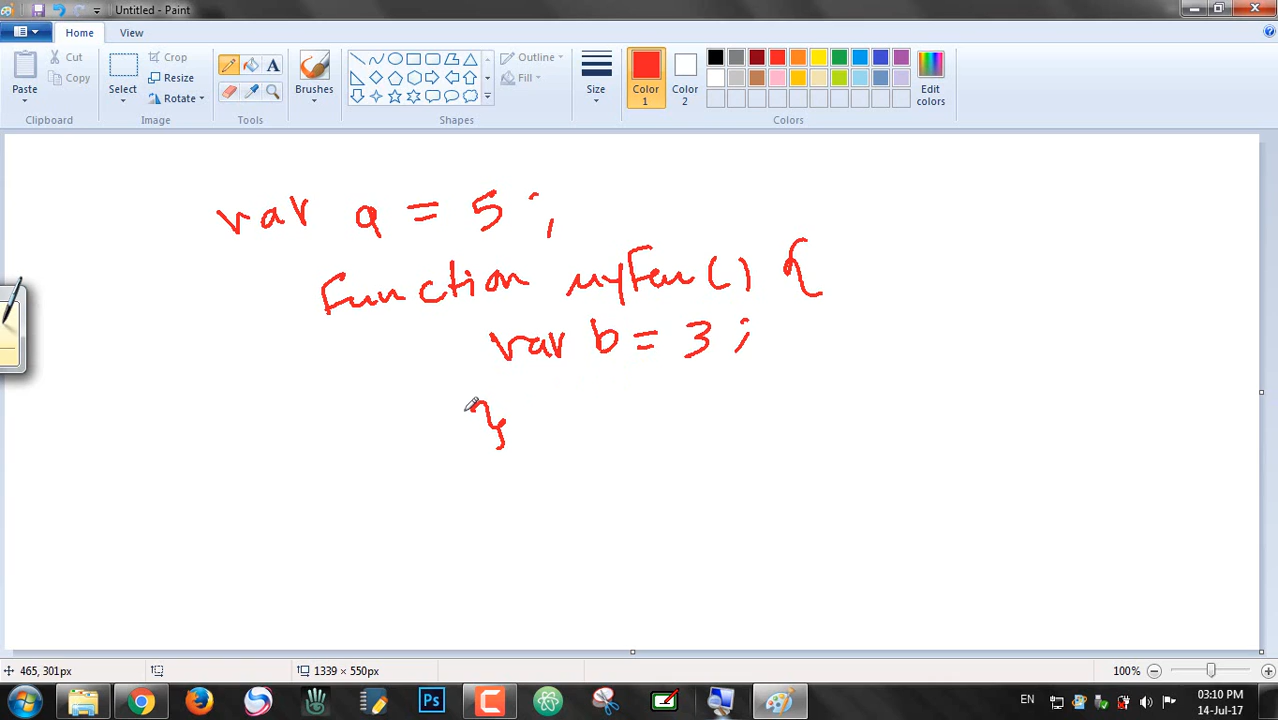 Untitled - Paint
Home View
Paste
Cut
Copy
Clipboard
Select
Resize
Rotate
Image
A
Tools
Brushes
Outline
Fill
Shapes
Size
Color 1
Color 2
Edit colors
Colors
var a = 5 ;
function myFcn ( ) {
var b = 3 ;
}
465, 301px
1339 × 550px
100%
Ps
EN
03:10 PM
14-Jul-17